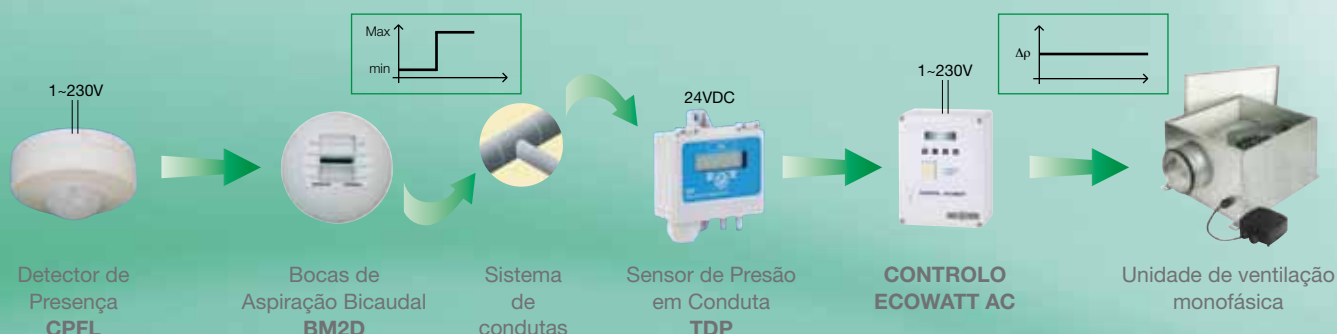 Max
min
1~230V
24VDC
1~230V
Δρ
Detector de
Presença
CPFL
Bocas de
Aspiração Bicaudal
BM2D
Sistema
de
condutas
Sensor de Presão
em Conduta
TDP
CONTROLO
ECOWATT AC
Unidade de ventilação
monofásica